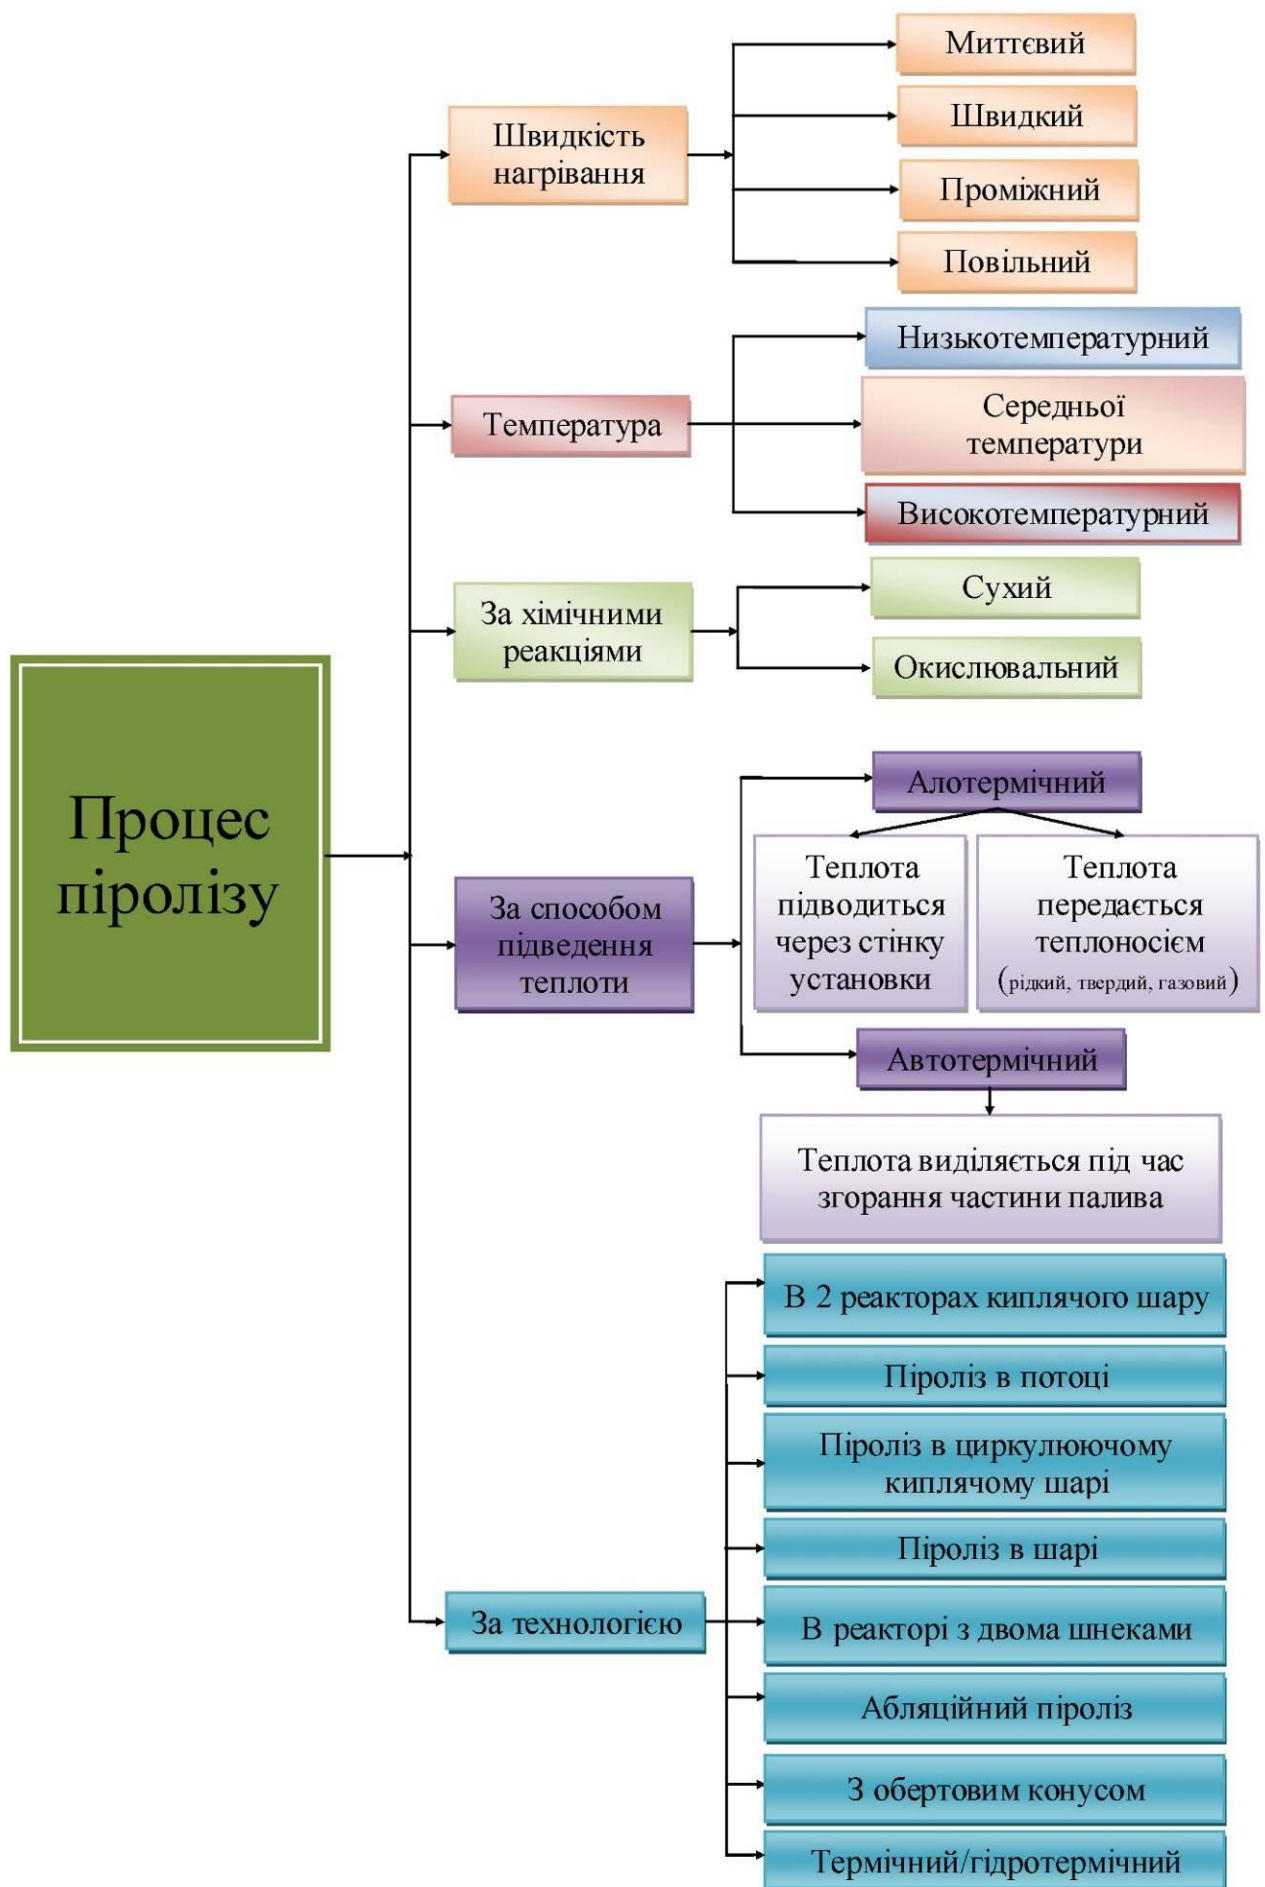 Процес
піролізу
Швидкість
нагрівання
Миттєвий
Швидкий
Проміжний
Повільний
Температура
Низькотемпературний
Середньої
температури
Високотемпературний
За хімічними
реакціями
Сухий
Окислювальний
За способом
підведення
теплоти
Алотермічний
Теплота
підводиться
через стінку
установки
Теплота
передається
теплоносієм
(рідкий, твердий, газовий)
Автотермічний
Теплота виділяється під час
згорання частини палива
За технологією
В 2 реакторах киплячого шару
Піроліз в потоці
Піроліз в циркулюючому
киплячому шарі
Піроліз в шарі
В реакторі з двома шнеками
Абляційний піроліз
З обертовим конусом
Термічний/гідротермічний